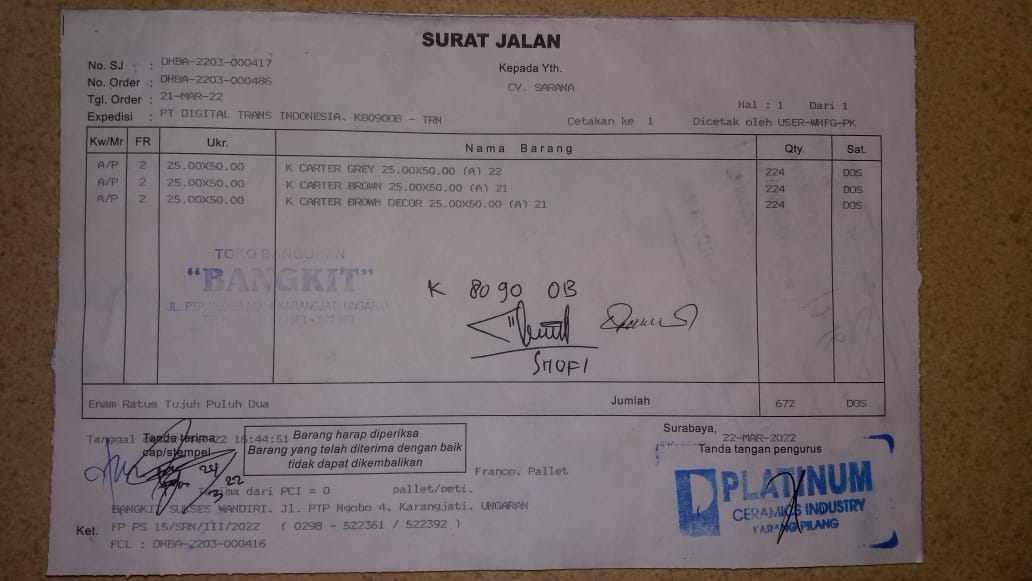 SURAT JALAN
No. SJ : DHBA-2203-000417
No. Order : DHBA-2203-000486
Tgl. Order : 21-MAR-22
Expedisi : PT DIGITAL TRANS INDONESIA. K8090OB - TRN
Kepada Yth.
CV. SARANA
Hal : 1 Dari 1
Cetakan ke 1 Dicetak oleh USER-WHFG-PK
Kw/Mr FR Ukr. Nama Barang Qty. Sat.
A/P 2 25.00X50.00 K CARTER GREY 25.00X50.00 (A) 22 224 DOS
A/P 2 25.00X50.00 K CARTER BROWN 25.00X50.00 (A) 21 224 DOS
A/P 2 25.00X50.00 K CARTER BROWN DECOR 25.00X50.00 (A) 21 224 DOS
TOKO BANGUNAN
"BANGKIT"
JL. PTP NGOBO NO. 4 KARANGJATI UNGARAN
K 8090 OB
SMOFI
Enam Ratus Tujuh Puluh Dua Jumlah 672 DOS
Tanggal 22 16:44:51
Tanda terima
cap/stempel
Barang harap diperiksa
Barang yang telah diterima dengan baik
tidak dapat dikembalikan
Surabaya,
22-MAR-2022
Tanda tangan pengurus
Franco. Pallet
dari PCI = 0 pallet/peti.
BANGKIT SUKSES MANDIRI. Jl. PTP Ngobo 4. Karangjati. UNGARAN
Ket. FP PS 15/SRN/III/2022 ( 0298 - 522361 / 522392 )
FCL : DHBA-2203-000416
PLATINUM
CERAMICS INDUSTRY
KARANG PILANG